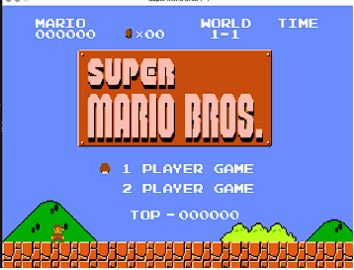 MARIO WORLD TIME
000000 ×00 1-1
SUPER
MARIO BROS.
1 PLAYER GAME
2 PLAYER GAME
TOP - 000000